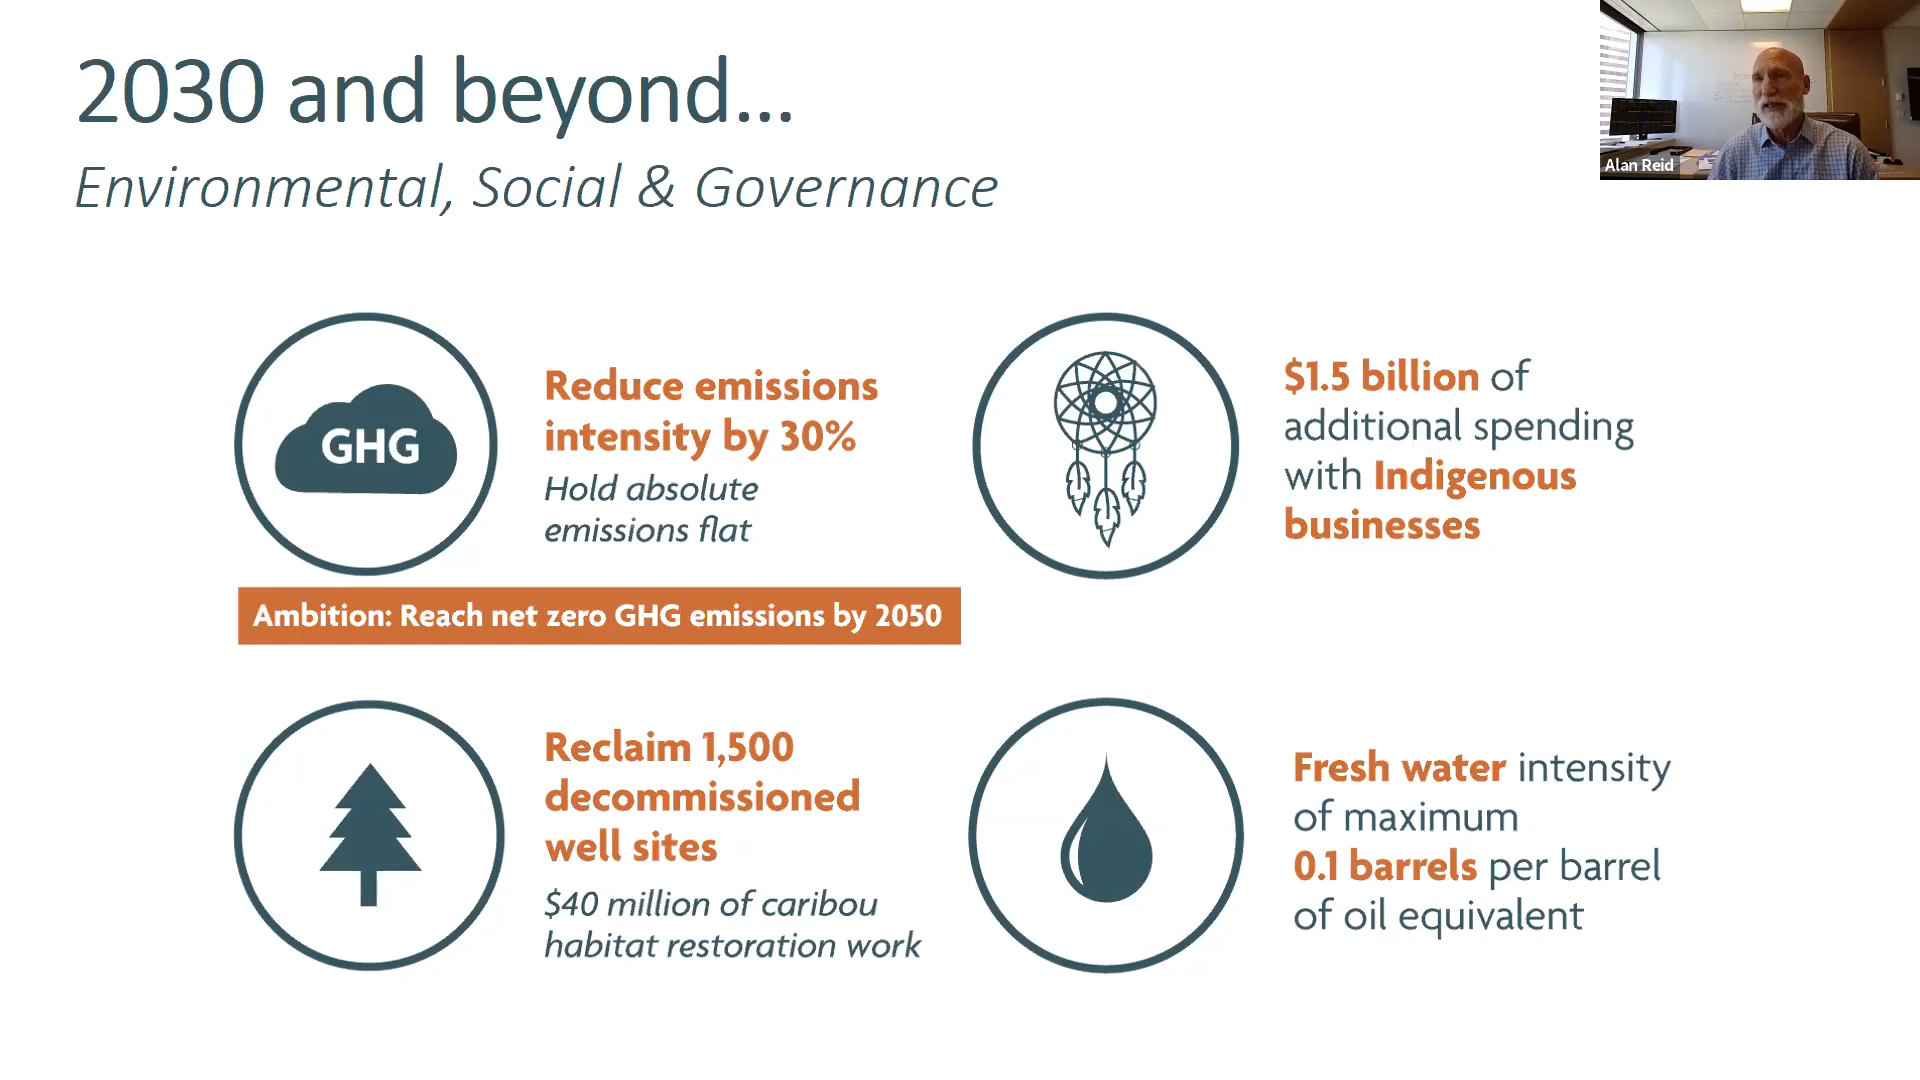 2030 and beyond...
Environmental, Social & Governance
Alan Reid
GHG
Reduce emissions
intensity by 30%
Hold absolute
emissions flat
Ambition: Reach net zero GHG emissions by 2050
$1.5 billion of
additional spending
with Indigenous
businesses
Reclaim 1,500
decommissioned
well sites
$40 million of caribou
habitat restoration work
Fresh water intensity
of maximum
0.1 barrels per barrel
of oil equivalent